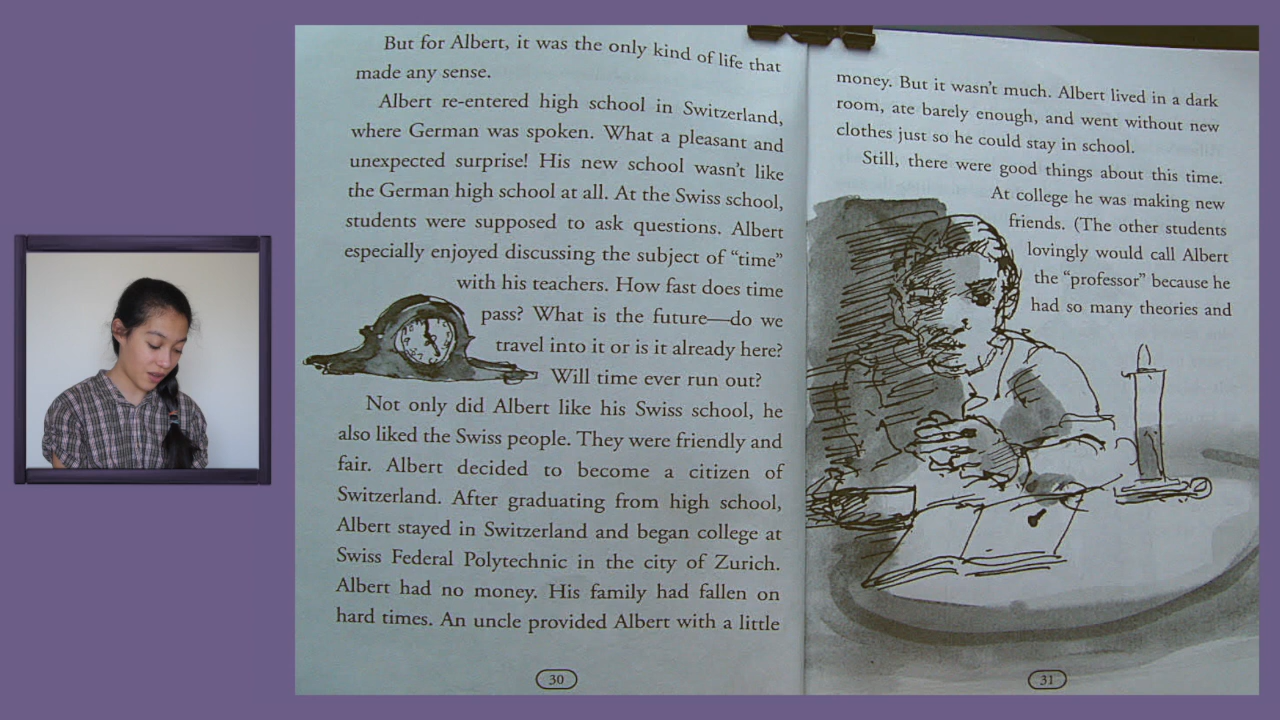 But for Albert, it was the only kind of life that
made any sense.
Albert re-entered high school in Switzerland,
where German was spoken. What a pleasant and
unexpected surprise! His new school wasn't like
the German high school at all. At the Swiss school,
students were supposed to ask questions. Albert
especially enjoyed discussing the subject of “time”
with his teachers. How fast does time
pass? What is the future—do we
travel into it or is it already here?
Will time ever run out?
Not only did Albert like his Swiss school, he
also liked the Swiss people. They were friendly and
fair. Albert decided to become a citizen of
Switzerland. After graduating from high school,
Albert stayed in Switzerland and began college at
Swiss Federal Polytechnic in the city of Zurich.
Albert had no money. His family had fallen on
hard times. An uncle provided Albert with a little
30
money. But it wasn't much. Albert lived in a dark
room, ate barely enough, and went without new
clothes just so he could stay in school.
Still, there were good things about this time.
At college he was making new
friends. (The other students
lovingly would call Albert
the “professor” because he
had so many theories and
31